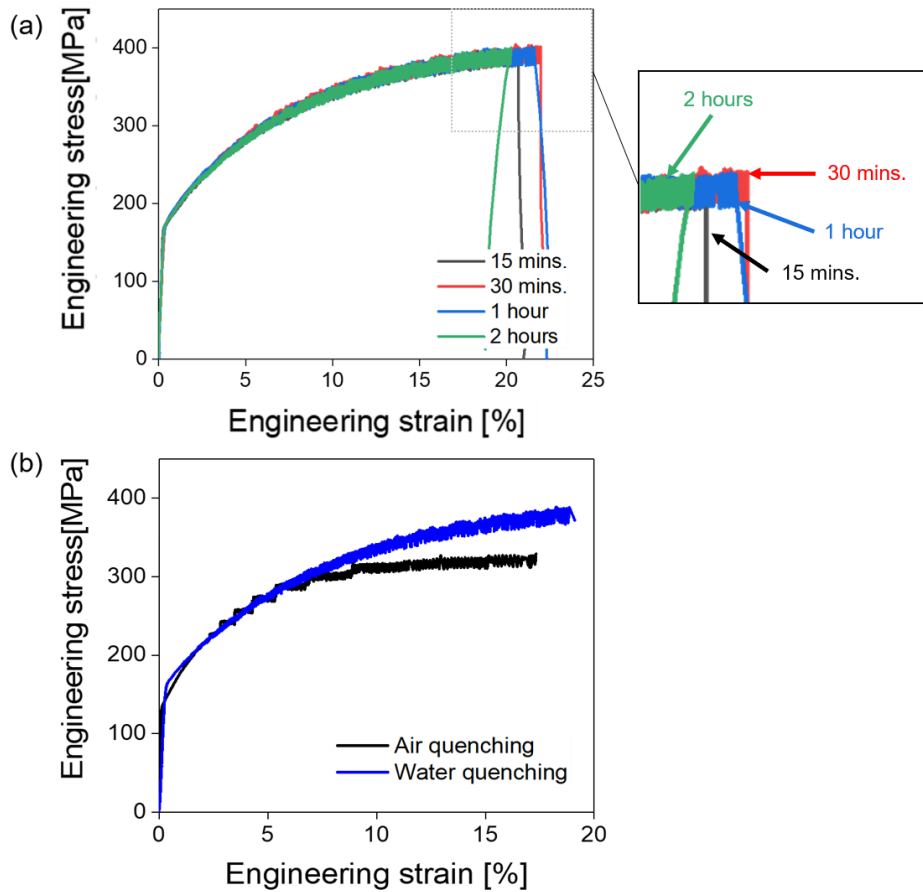 (a)
Engineering stress[MPa]
400
300
200
100
0
0
5
10
15
20
25
Engineering strain [%]
15 mins.
30 mins.
1 hour
2 hours
2 hours
30 mins.
1 hour
15 mins.
(b)
Engineering stress[MPa]
400
300
200
100
0
0
5
10
15
20
Engineering strain [%]
Air quenching
Water quenching